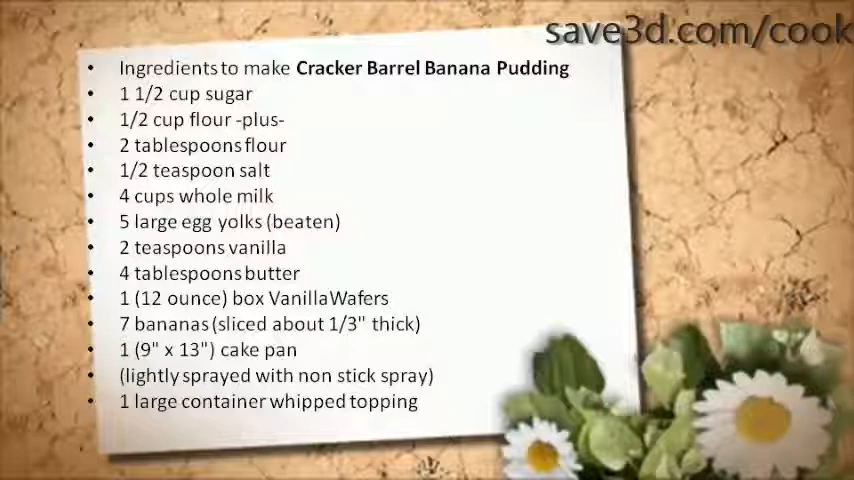 save3d.com/cook
• Ingredients to make Cracker Barrel Banana Pudding
• 1 1/2 cup sugar
• 1/2 cup flour -plus-
• 2 tablespoons flour
• 1/2 teaspoon salt
• 4 cups whole milk
• 5 large egg yolks (beaten)
• 2 teaspoons vanilla
• 4 tablespoons butter
• 1 (12 ounce) box Vanilla Wafers
• 7 bananas (sliced about 1/3" thick)
• 1 (9" x 13") cake pan
• (lightly sprayed with non stick spray)
• 1 large container whipped topping